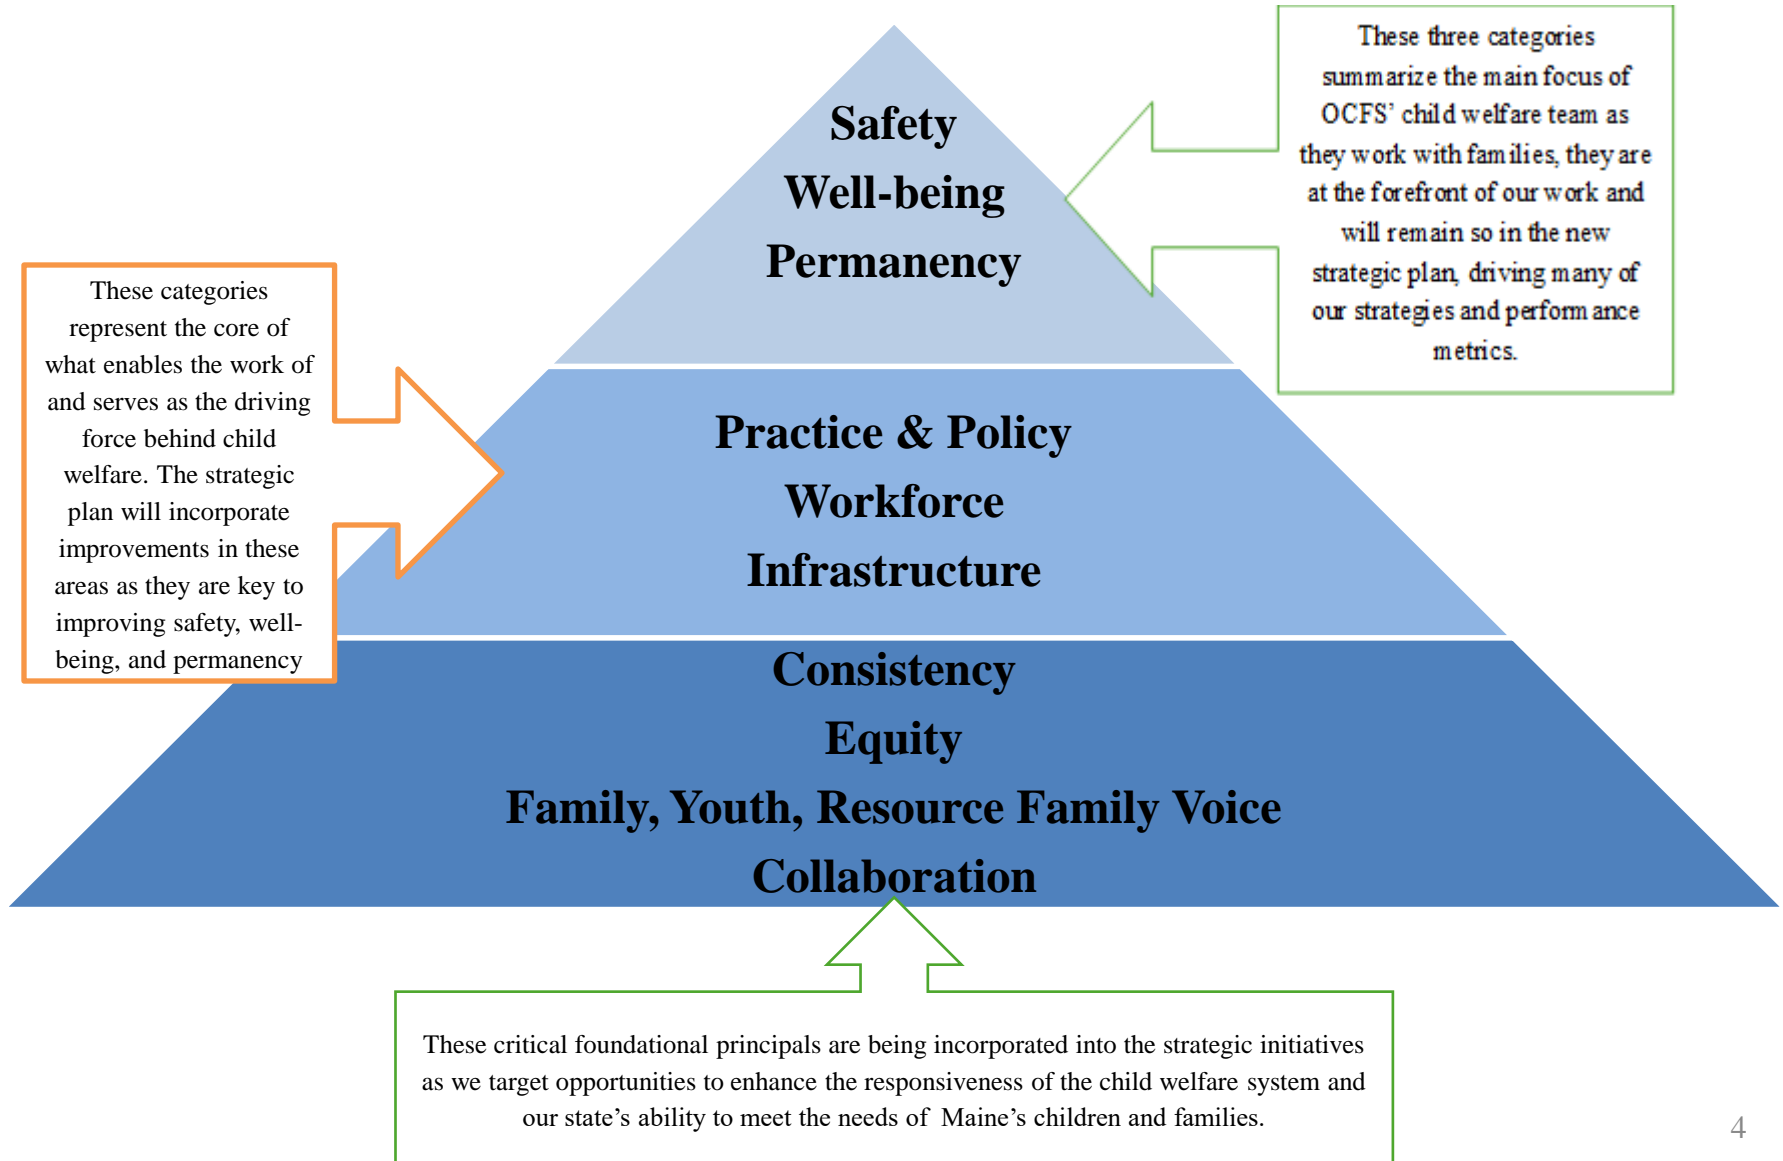 Safety
Well-being
Permanency
These three categories
summarize the main focus of
OCFS’ child welfare team as
they work with families, they are
at the forefront of our work and
will remain so in the new
strategic plan, driving many of
our strategies and performance
metrics.
These categories
represent the core of
what enables the work of
and serves as the driving
force behind child
welfare. The strategic
plan will incorporate
improvements in these
areas as they are key to
improving safety, well-
being, and permanency
Practice & Policy
Workforce
Infrastructure
Consistency
Equity
Family, Youth, Resource Family Voice
Collaboration
These critical foundational principals are being incorporated into the strategic initiatives
as we target opportunities to enhance the responsiveness of the child welfare system and
our state’s ability to meet the needs of Maine’s children and families.
4